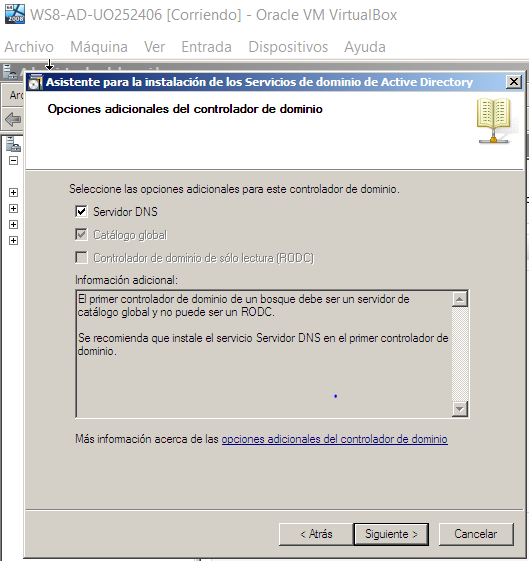 WS8-AD-UO252406 [Corriendo] - Oracle VM VirtualBox
Archivo Máquina Ver Entrada Dispositivos Ayuda
Asistente para la instalación de los Servicios de dominio de Active Directory
Opciones adicionales del controlador de dominio
Seleccione las opciones adicionales para este controlador de dominio.
Servidor DNS
Catálogo global
Controlador de dominio de sólo lectura (RODC)
Información adicional:
El primer controlador de dominio de un bosque debe ser un servidor de
catálogo global y no puede ser un RODC.
Se recomienda que instale el servicio Servidor DNS en el primer controlador de
dominio.
Más información acerca de las opciones adicionales del controlador de dominio
< Atrás Siguiente > Cancelar